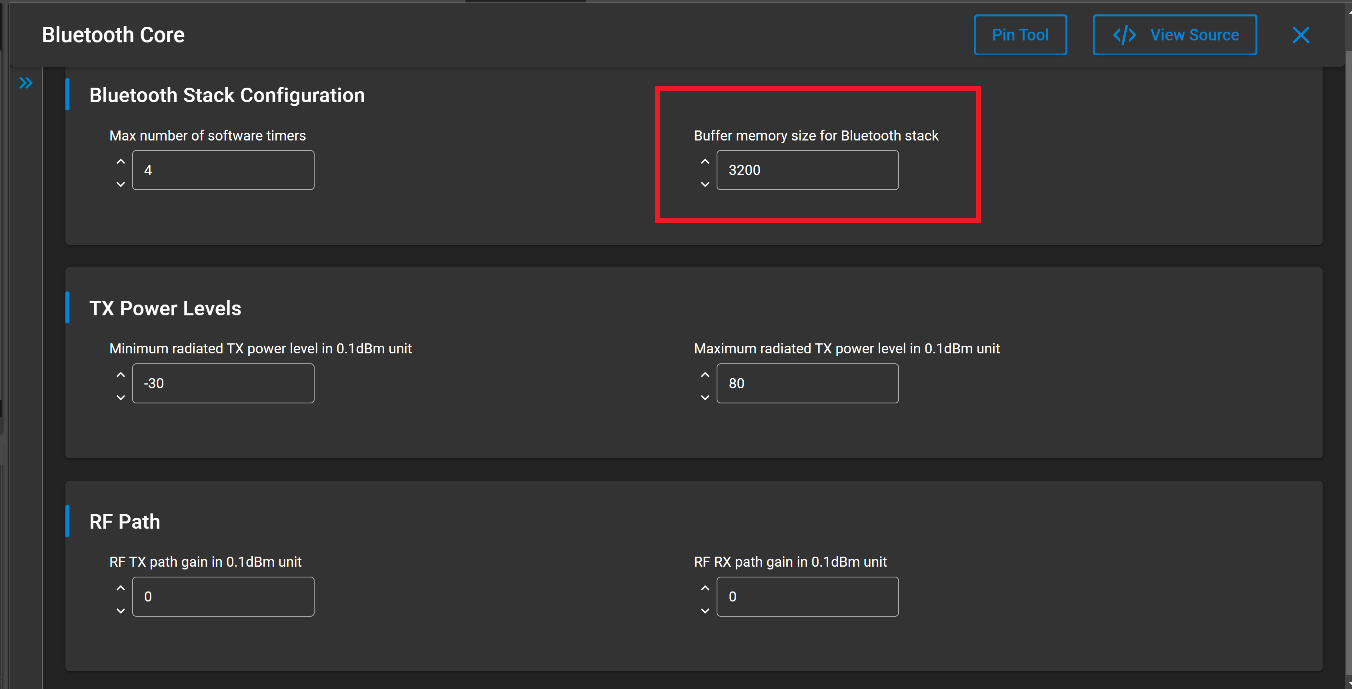 Bluetooth Core
Pin Tool
</> View Source
Bluetooth Stack Configuration
Max number of software timers
Buffer memory size for Bluetooth stack
4
3200
TX Power Levels
Minimum radiated TX power level in 0.1dBm unit
Maximum radiated TX power level in 0.1dBm unit
-30
80
RF Path
RF TX path gain in 0.1dBm unit
RF RX path gain in 0.1dBm unit
0
0